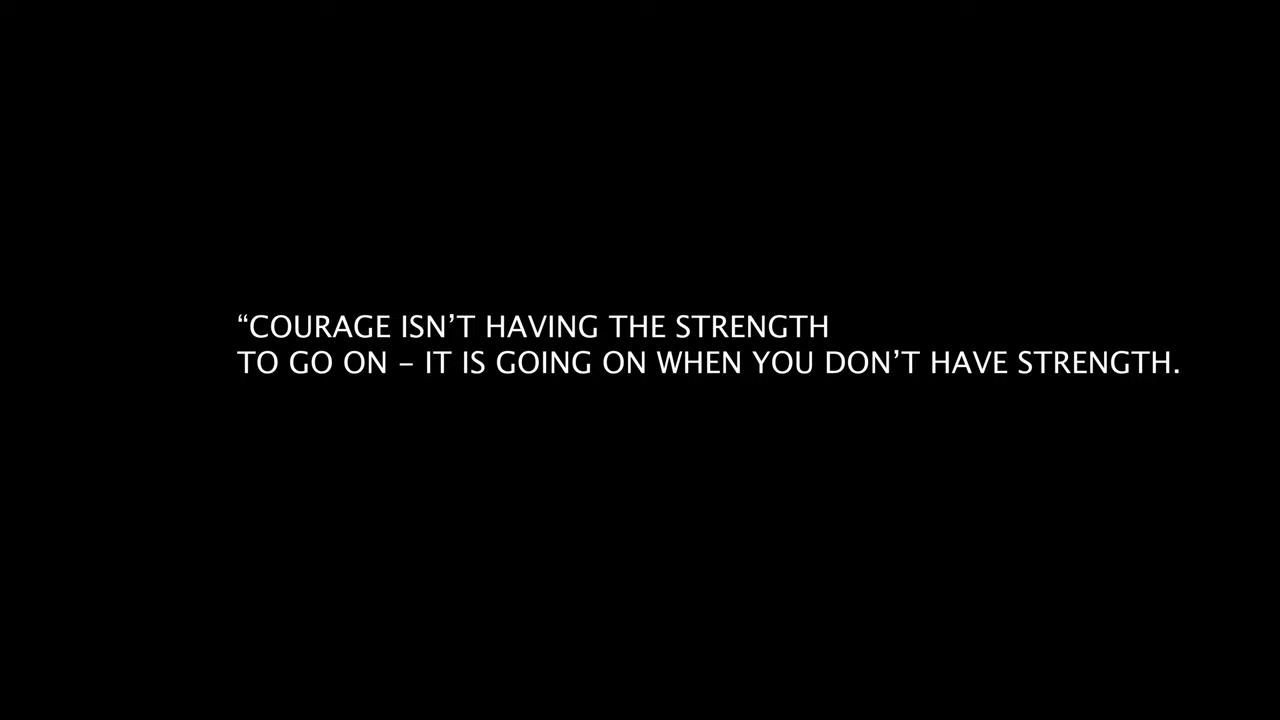 “COURAGE ISN’T HAVING THE STRENGTH
TO GO ON – IT IS GOING ON WHEN YOU DON’T HAVE STRENGTH.